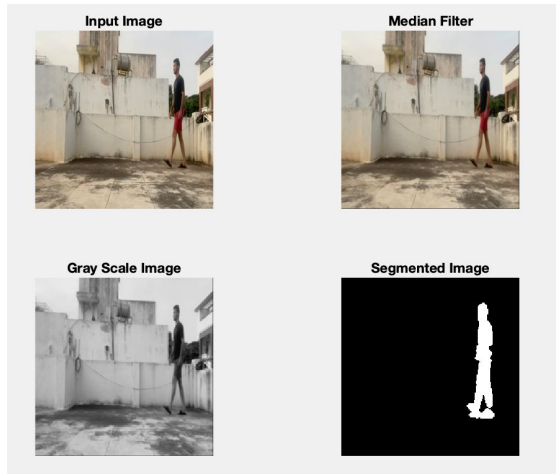 Input Image
Median Filter
Gray Scale Image
Segmented Image